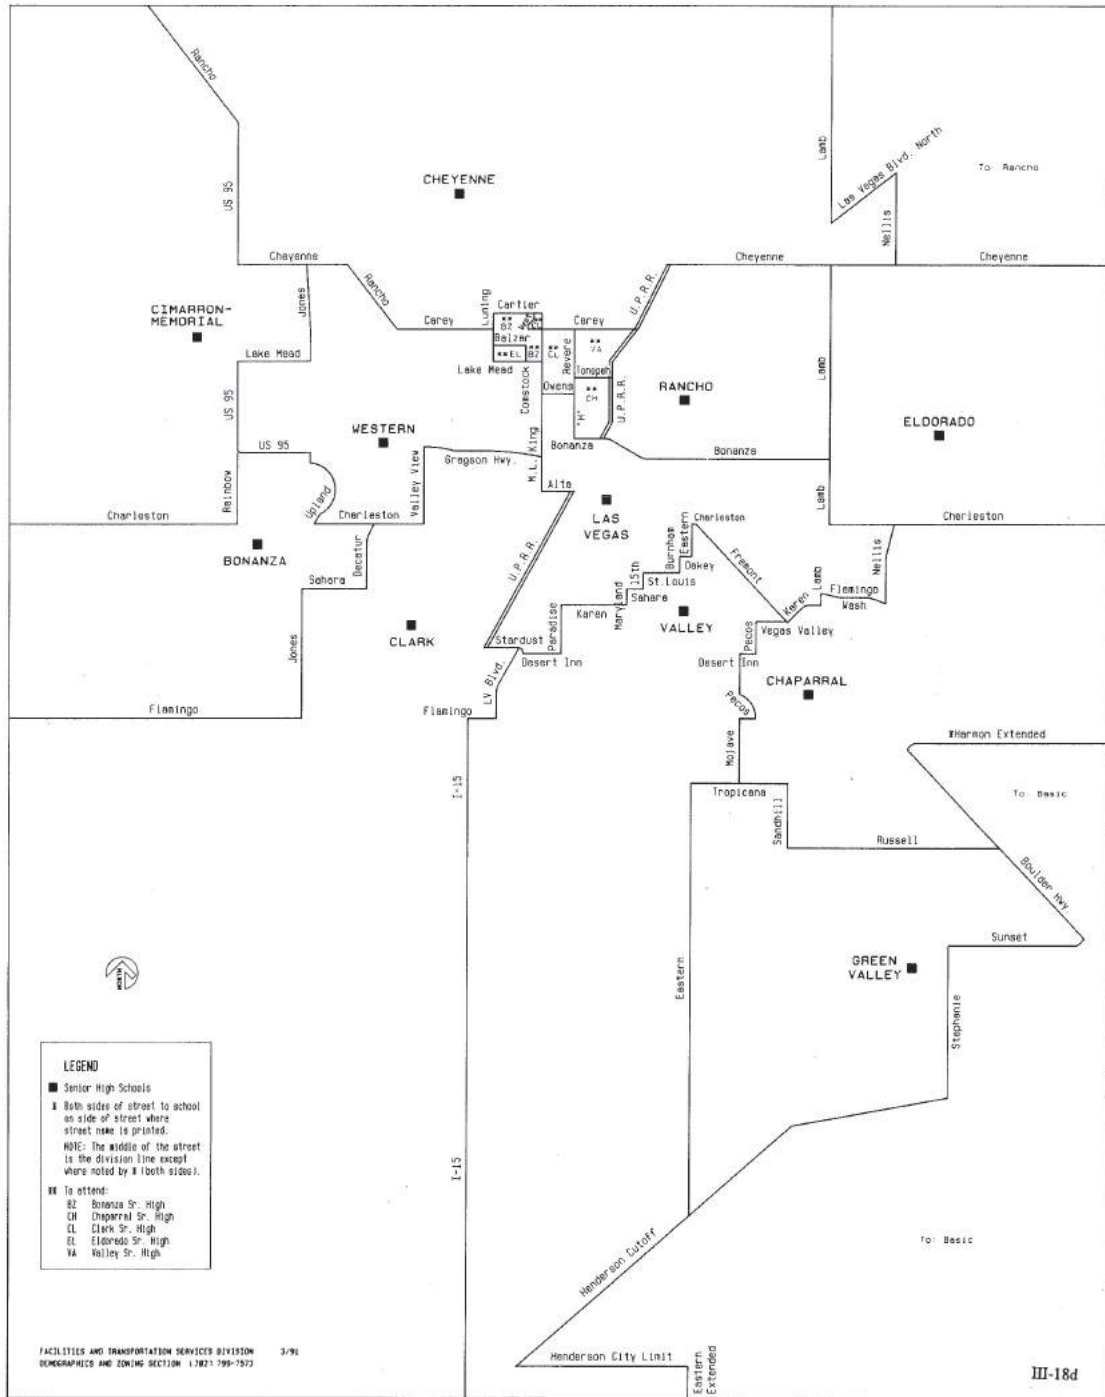 Rancho
Lamb
Las Vegas Blvd. North
To: Rancho
CHEYENNE
US 95
Nellis
Cheyenne
Cheyenne
Cheyenne
Rancho
U.P.R.R.
Jones
CIMARRON-
MEMORIAL
Luning
Cartier
Carey
** BZ
CL
Carey
Balzar
** EL
** BZ
** CL
Revere
** VA
Lake Mead
Lake Mead
Tonopah
Lamb
US 95
Comstock
Owens
** CH
U.P.R.R.
RANCHO
"H"
ELDORADO
WESTERN
US 95
Gragson Hwy.
M.L. King
Bonanza
Bonanza
Valley View
Rainbow
Upland
Alta
LAS
VEGAS
Lamb
Charleston
Charleston
Charleston
Charleston
BONANZA
Decatur
U.P.R.R.
Eastern
Burnham
Oakey
Fremont
Nellis
Sahara
15th
St.Louis
Sahara
Lamb
Flamingo
Wash
Karen
Maryland
Karen
Paradise
VALLEY
Vegas Valley
CLARK
Stardust
Desert Inn
Pecos
Desert Inn
Jones
LV Blvd.
CHAPARRAL
Pecos
Flamingo
Flamingo
Mojave
*Harmon Extended
I-15
Tropicana
To: Basic
Sandhill
Russell
Boulder Hwy.
Sunset
Eastern
GREEN
VALLEY
Stephanie
NORTH
LEGEND
Senior High Schools
* Both sides of street to school
on side of street where
street name is printed.
NOTE: The middle of the street
is the division line except
where noted by * (both sides).
** To attend:
BZ Bonanza Sr. High
CH Chaparral Sr. High
CL Clark Sr. High
EL Eldorado Sr. High
VA Valley Sr. High
I-15
Henderson Cutoff
To: Basic
FACILITIES AND TRANSPORTATION SERVICES DIVISION 3/91
DEMOGRAPHICS AND ZONING SECTION (702) 799-7573
Henderson City Limit
Eastern
Extended
III-18d